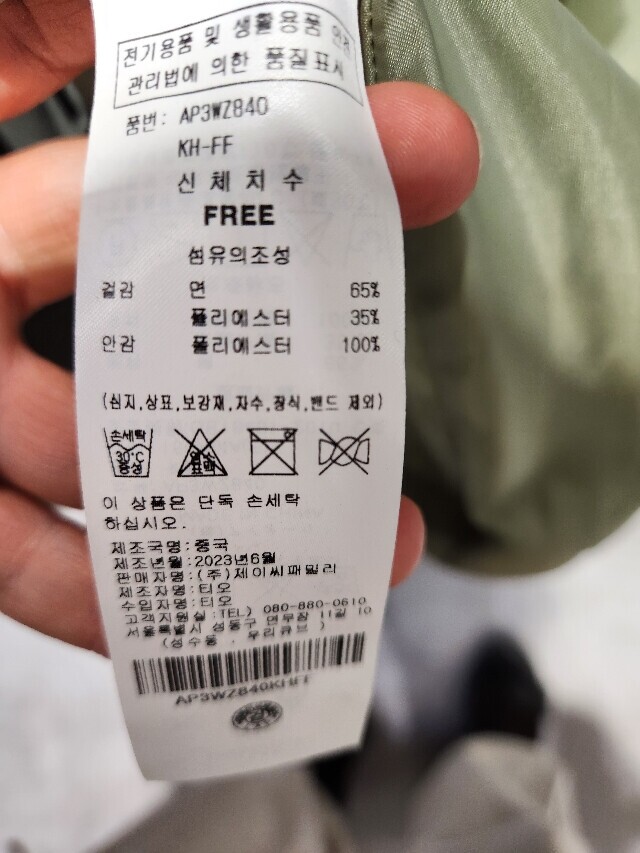 전기용품 및 생활용품 안전
관리법에 의한 품질표시
품번: AP3WZ840
KH-FF
신체치수
FREE
섬유의조성
겉감 면 65%
폴리에스터 35%
안감 폴리에스터 100%
(심지,상표,보강재,자수,장식,밴드 제외)
손세탁
30°C
중성
염소
표백
이 상품은 단독 손세탁
하십시오.
제조국명:중국
제조년월:2023년6월
판매자명:(주)제이씨패밀리
제조자명:티오
수입자명:티오
고객지원실:TEL) 080-880-0610
서울특별시 성동구 연무장 11길 10
(성수동, 우리큐브)
AP3WZ840KHFF